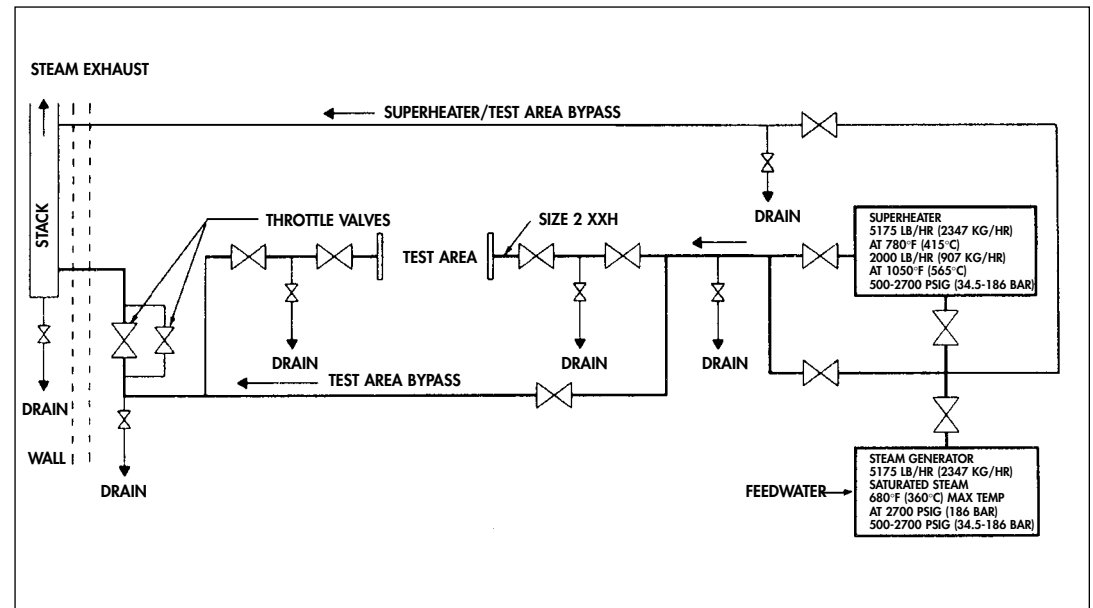 STEAM EXHAUST
SUPERHEATER/TEST AREA BYPASS
STACK
THROTTLE VALVES
SIZE 2 XXH
TEST AREA
DRAIN
SUPERHEATER
5175 LB/HR (2347 KG/HR)
AT 780°F (415°C)
2000 LB/HR (907 KG/HR)
AT 1050°F (565°C)
500-2700 PSIG (34.5-186 BAR)
DRAIN
DRAIN
DRAIN
TEST AREA BYPASS
DRAIN
WALL
DRAIN
FEEDWATER
STEAM GENERATOR
5175 LB/HR (2347 KG/HR)
SATURATED STEAM
680°F (360°C) MAX TEMP
AT 2700 PSIG (186 BAR)
500-2700 PSIG (34.5-186 BAR)